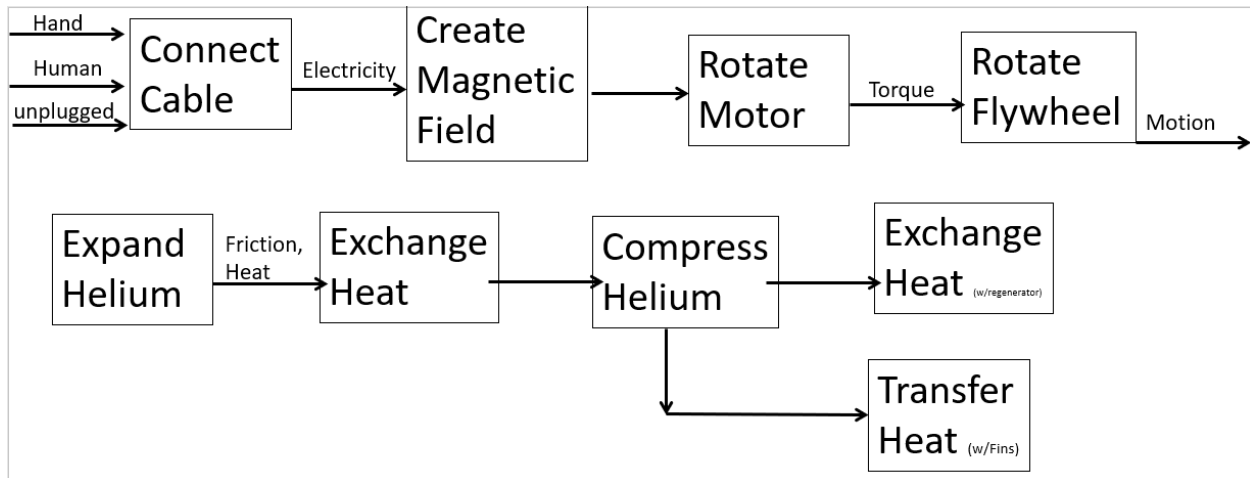 Hand
Human
unplugged
Connect
Cable
Electricity
Create
Magnetic
Field
Rotate
Motor
Torque
Rotate
Flywheel
Motion
Expand
Helium
Friction,
Heat
Exchange
Heat
Compress
Helium
Exchange
Heat (w/regenerator)
Transfer
Heat (w/Fins)